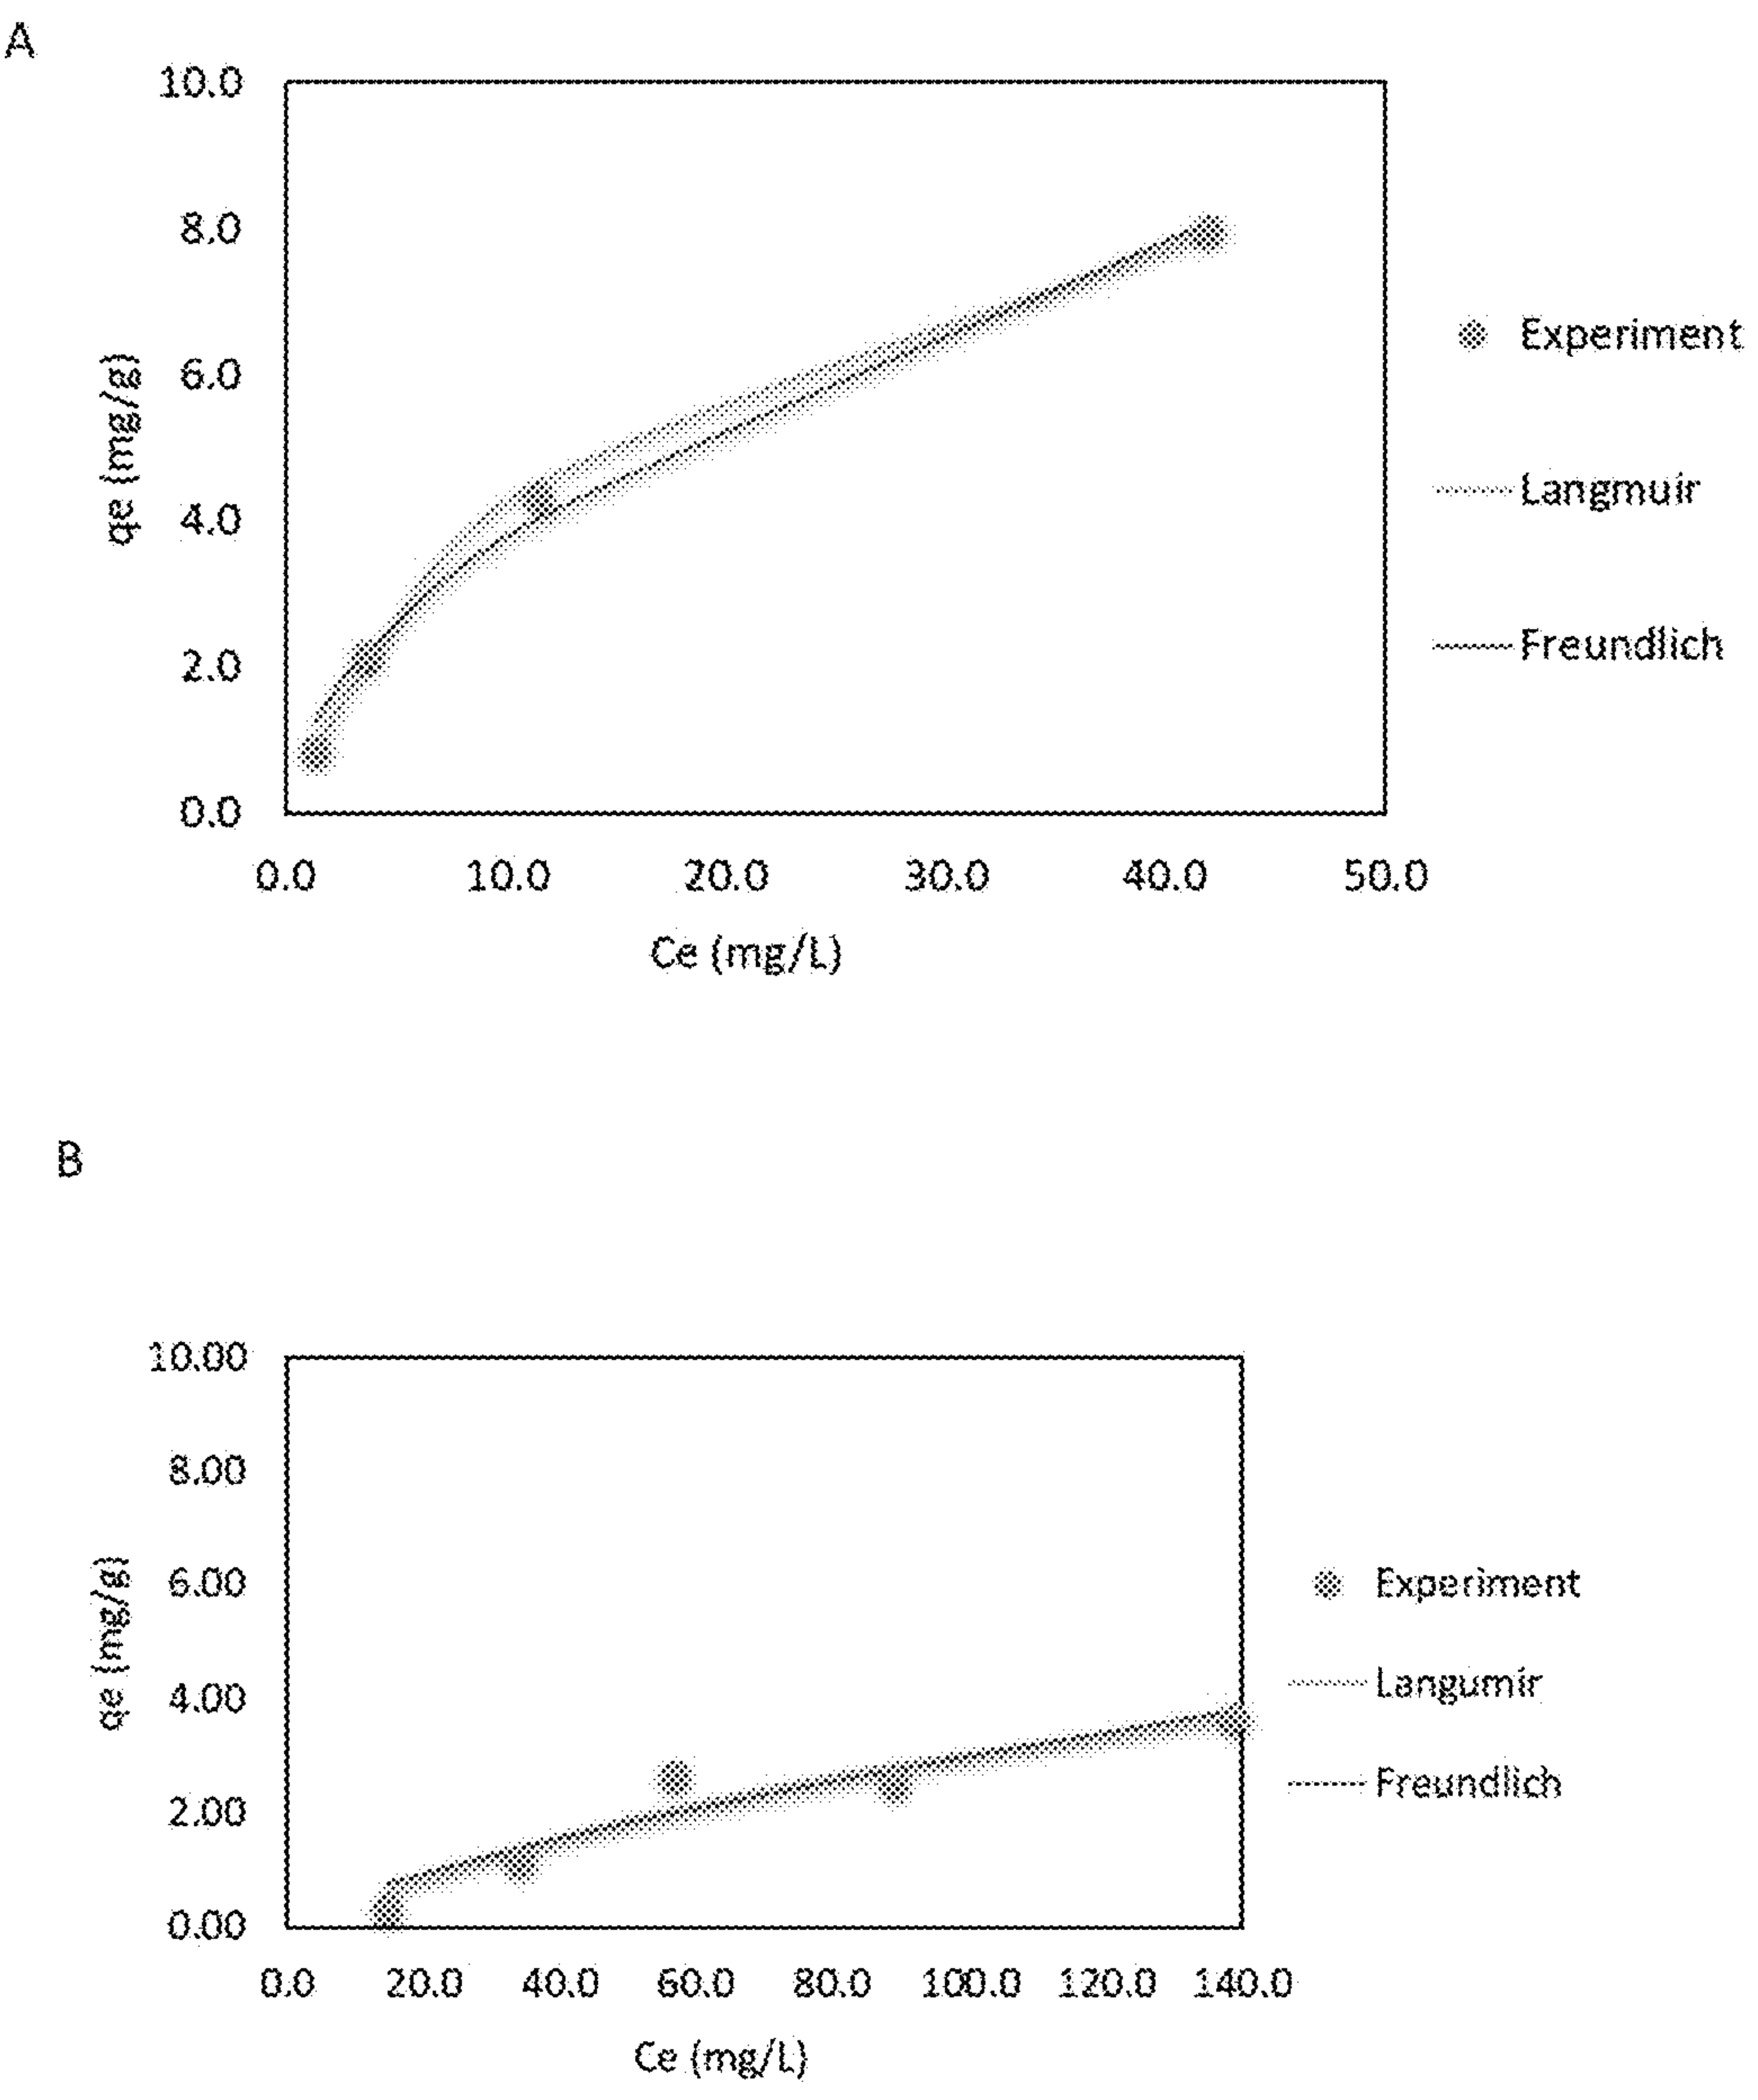 A
10.0
8.0
6.0
4.0
2.0
0.0
qe (mg/g)
0.0 10.0 20.0 30.0 40.0 50.0
Ce (mg/L)
Experiment
Langmuir
Freundlich
B
10.00
8.00
6.00
4.00
2.00
0.00
qe (mg/g)
0.0 20.0 40.0 60.0 80.0 100.0 120.0 140.0
Ce (mg/L)
Experiment
Langumir
Freundlich